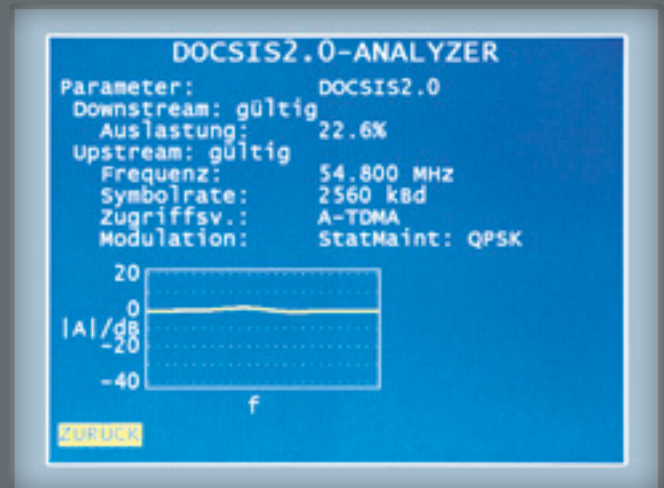 DOCSIS2.0-ANALYZER
Parameter: DOCSIS2.0
Downstream: gültig
Auslastung: 22.6%
Upstream: gültig
Frequenz: 54.800 MHz
Symbolrate: 2560 kBd
Zugriffsv.: A-TDMA
Modulation: StatMaint: QPSK
20
0
|A|/dB
-20
-40
f
ZURÜCK